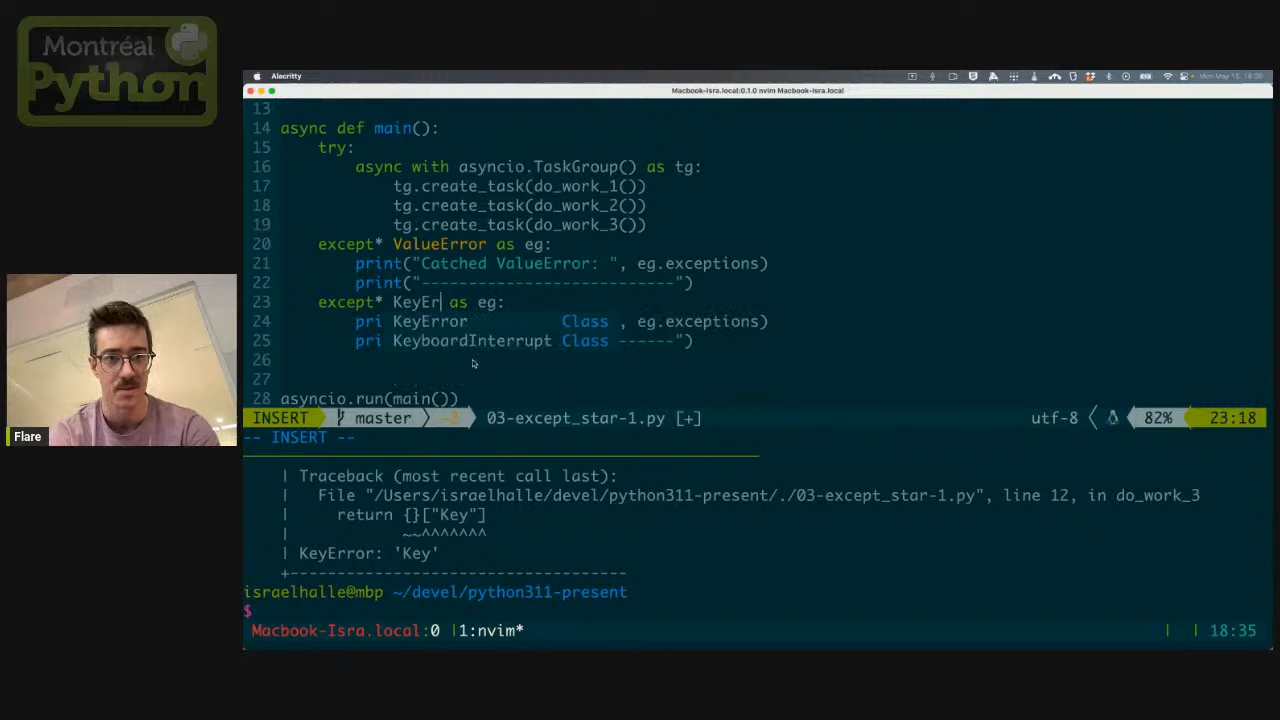 Montréal
Python
Alacritty
Mon May 15, 18:36
Macbook-Isra.local:0.1.0 nvim Macbook-Isra.local
13
14 async def main():
15 try:
16 async with asyncio.TaskGroup() as tg:
17 tg.create_task(do_work_1())
18 tg.create_task(do_work_2())
19 tg.create_task(do_work_3())
20 except* ValueError as eg:
21 print("Catched ValueError: ", eg.exceptions)
22 print("---------------------------")
23 except* KeyEr as eg:
24 pri KeyError Class , eg.exceptions)
25 pri KeyboardInterrupt Class ------")
26
27
28 asyncio.run(main())
INSERT master ~2 03-except_star-1.py [+] utf-8 82% 23:18
-- INSERT --
| Traceback (most recent call last):
| File "/Users/israelhalle/devel/python311-present/./03-except_star-1.py", line 12, in do_work_3
| return {}["Key"]
| ~~^^^^^^^
| KeyError: 'Key'
+------------------------------------
israelhalle@mbp ~/devel/python311-present
$
Macbook-Isra.local:0 |1:nvim* | | 18:35
Flare